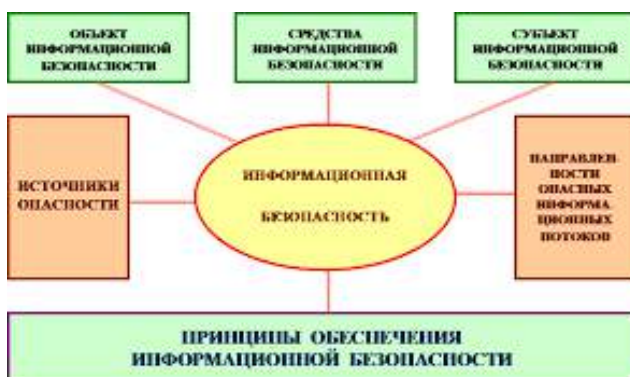 ОБЪЕКТ
ИНФОРМАЦИОННОЙ
БЕЗОПАСНОСТИ
СРЕДСТВА
ИНФОРМАЦИОННОЙ
БЕЗОПАСНОСТИ
СУБЪЕКТ
ИНФОРМАЦИОННОЙ
БЕЗОПАСНОСТИ
ИСТОЧНИКИ
ОПАСНОСТИ
ИНФОРМАЦИОННАЯ
БЕЗОПАСНОСТЬ
НАПРАВЛЕН-
НОСТИ
ОПАСНЫХ
ИНФОРМА
ЦИОННЫХ
ПОТОКОВ
ПРИНЦИПЫ ОБЕСПЕЧЕНИЯ
ИНФОРМАЦИОННОЙ БЕЗОПАСНОСТИ